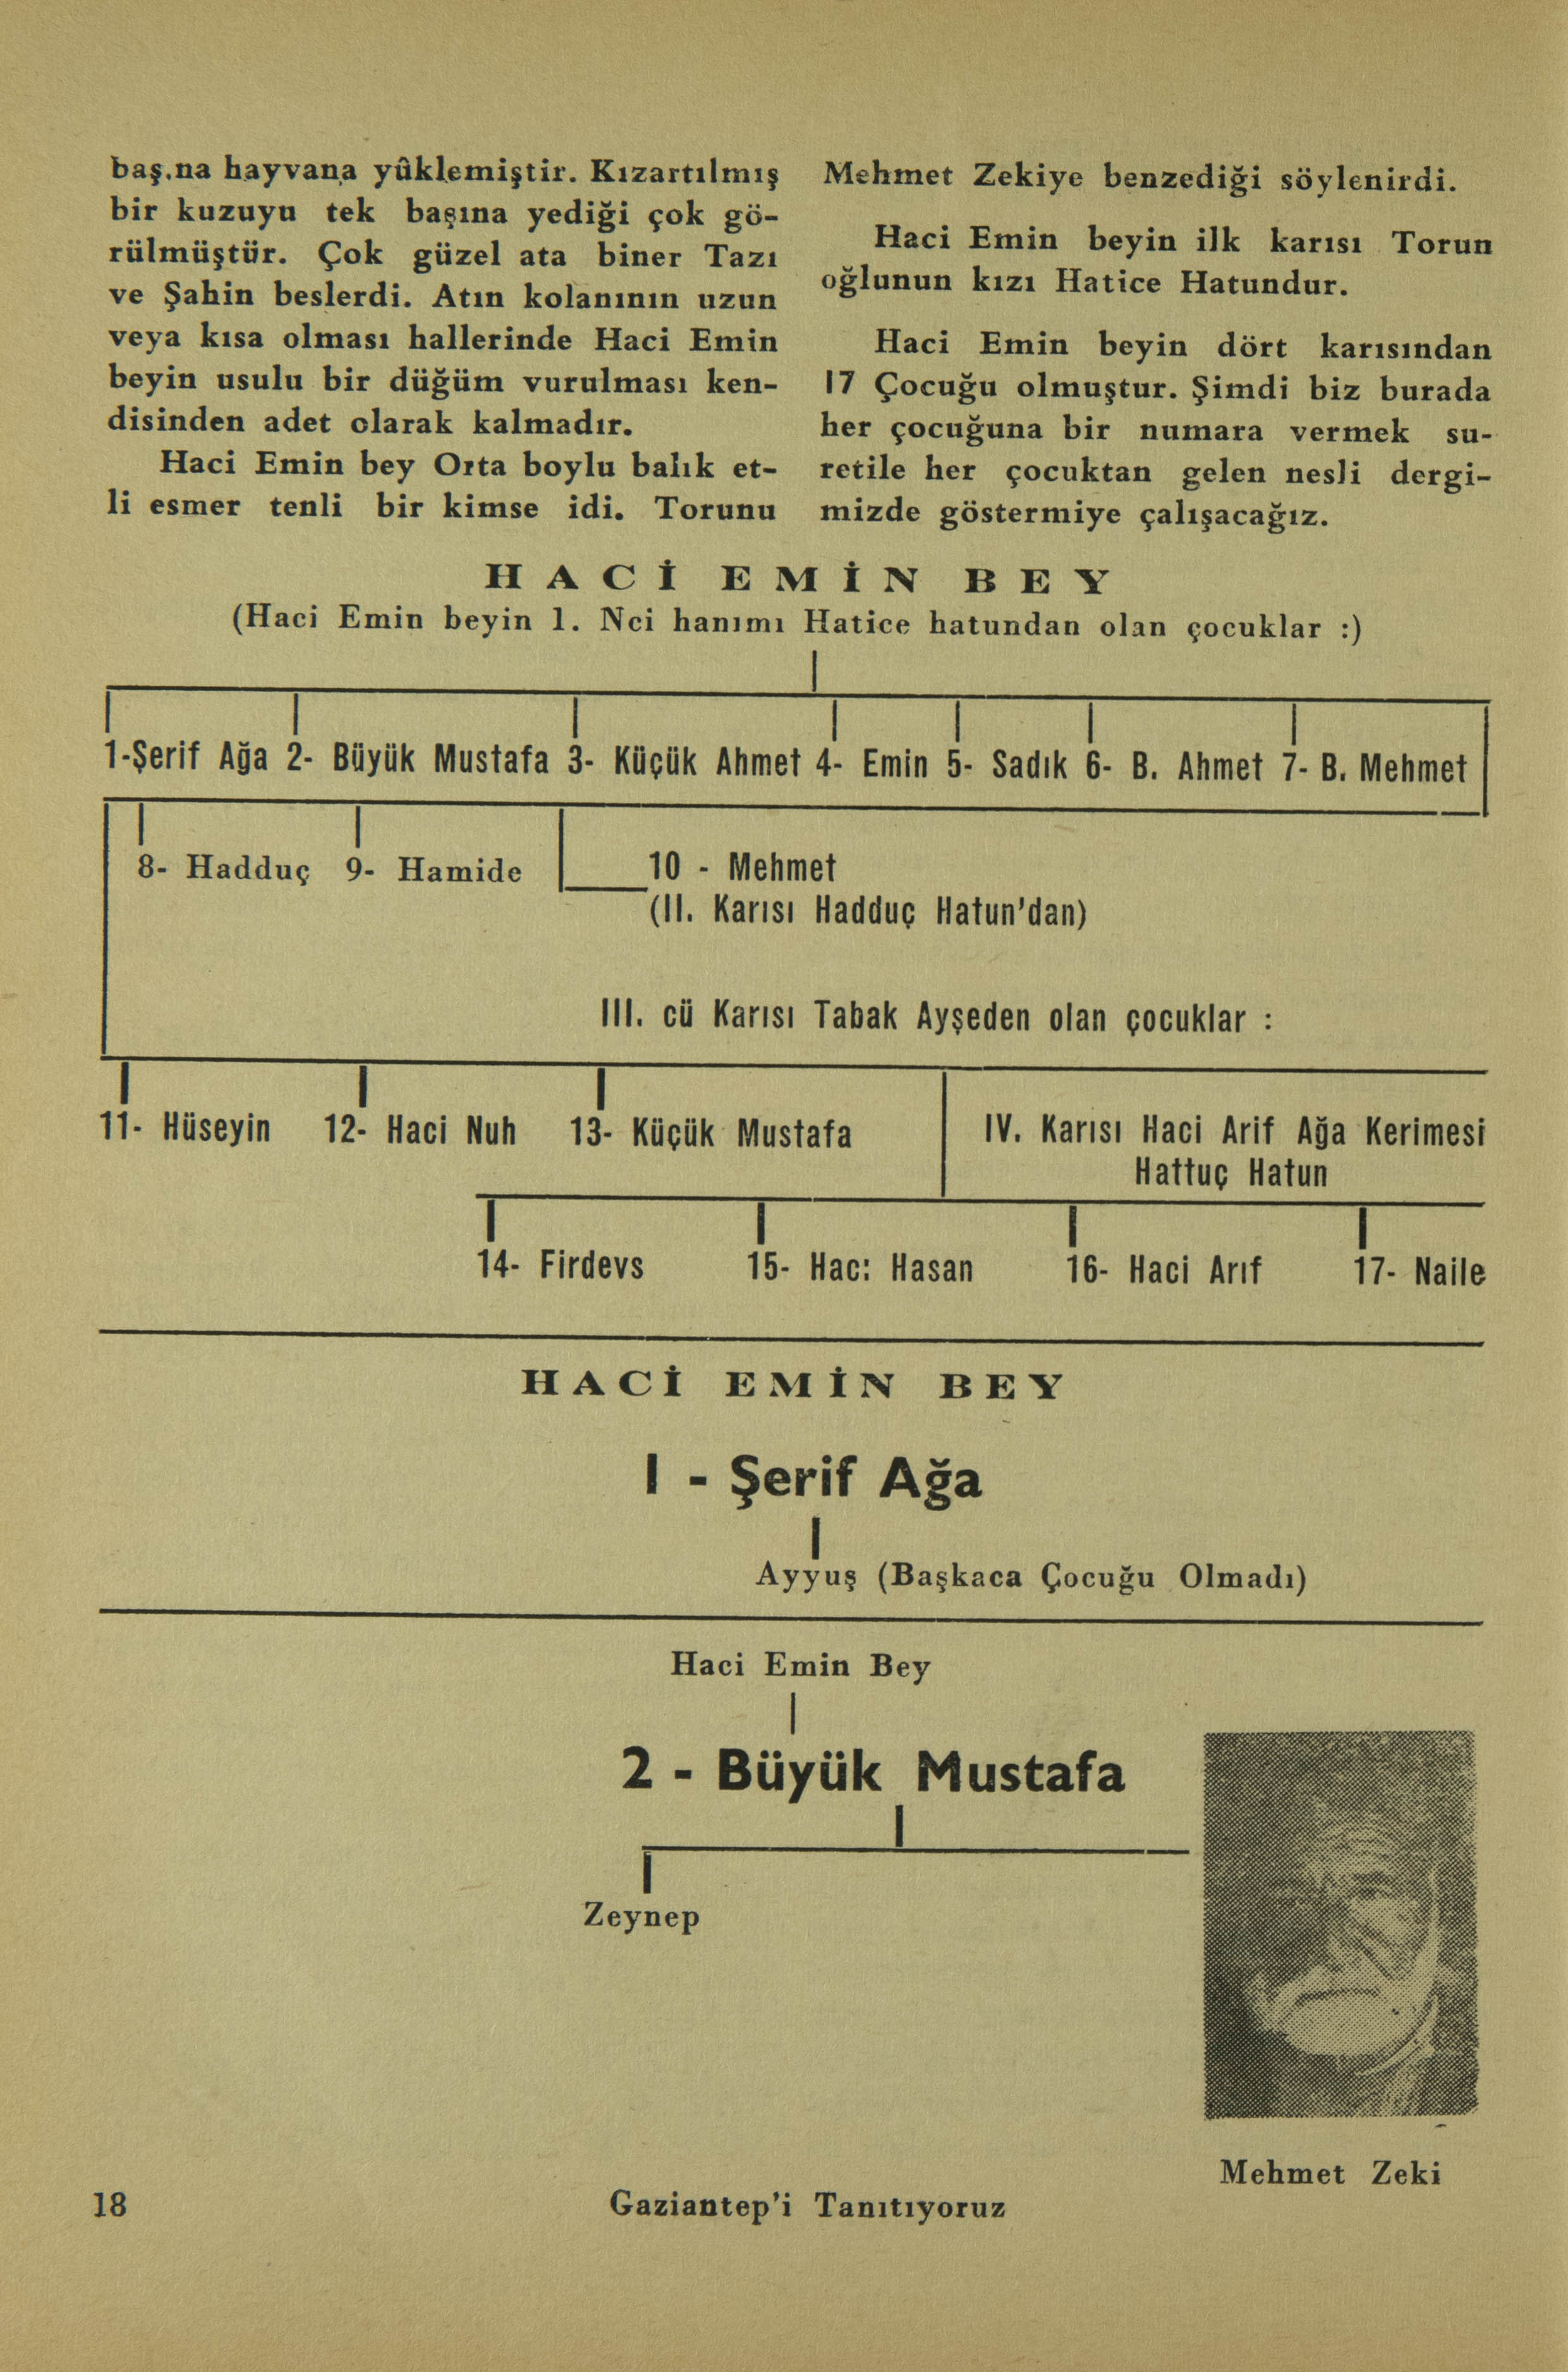 baş.na hayvana yûklemiştir. Kızartılmış
bir kuzuyu tek başına yediği çok gö-
rülmüştür. Çok güzel ata biner Tazı
ve Şahin beslerdi. Atın kolanının uzun
veya kısa olması hallerinde Haci Emin
beyin usulu bir düğüm vurulması ken-
disinden adet olarak kalmadır.
Haci Emin bey Orta boylu balık et-
li esmer tenli bir kimse idi. Torunu
Mehmet Zekiye benzediği söylenirdi.
Haci Emin beyin ilk karısı Torun
oğlunun kızı Hatice Hatundur.
Haci Emin beyin dört karısından
17 Çocuğu olmuştur. Şimdi biz burada
her çocuğuna bir numara vermek su-
retile her çocuktan gelen nesli dergi-
mizde göstermiye çalışacağız.
HACİ EMİN BEY
(Haci Emin beyin 1. Nci hanımı Hatice hatundan olan çocuklar :)
1-Şerif Ağa 2- Büyük Mustafa 3- Küçük Ahmet 4- Emin 5- Sadık 6- B. Ahmet 7- B. Mehmet
8- Hadduç 9- Hamide 10 - Mehmet
(II. Karısı Hadduç Hatun'dan)
III. cü Karısı Tabak Ayşeden olan çocuklar :
11- Hüseyin 12- Haci Nuh 13- Küçük Mustafa IV. Karısı Haci Arif Ağa Kerimesi
Hattuç Hatun
14- Firdevs 15- Hac: Hasan 16- Haci Arıf 17- Naile
HACİ EMİN BEY
I - Şerif Ağa
Ayyuş (Başkaca Çocuğu Olmadı)
Haci Emin Bey
2 - Büyük Mustafa
Zeynep
Mehmet Zeki
18 Gaziantep'i Tanıtıyoruz